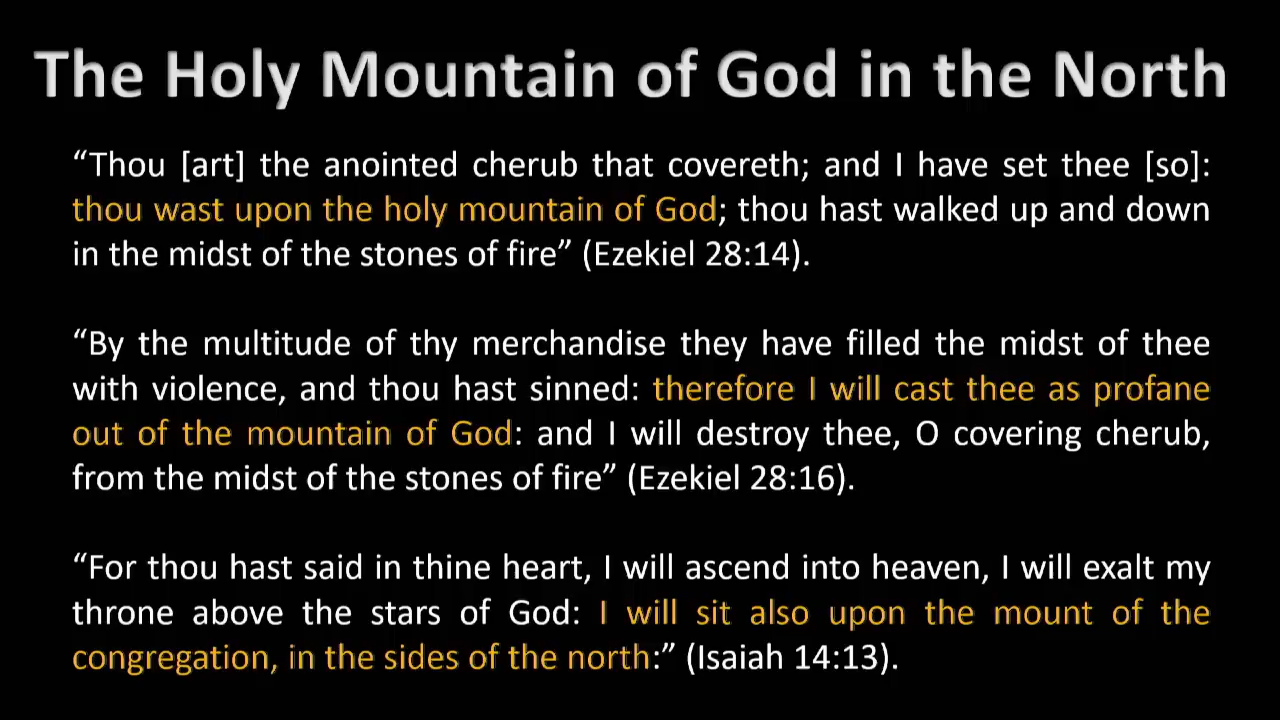 The Holy Mountain of God in the North
“Thou [art] the anointed cherub that covereth; and I have set thee [so]:
thou wast upon the holy mountain of God; thou hast walked up and down
in the midst of the stones of fire” (Ezekiel 28:14).
“By the multitude of thy merchandise they have filled the midst of thee
with violence, and thou hast sinned: therefore I will cast thee as profane
out of the mountain of God: and I will destroy thee, O covering cherub,
from the midst of the stones of fire” (Ezekiel 28:16).
“For thou hast said in thine heart, I will ascend into heaven, I will exalt my
throne above the stars of God: I will sit also upon the mount of the
congregation, in the sides of the north:” (Isaiah 14:13).